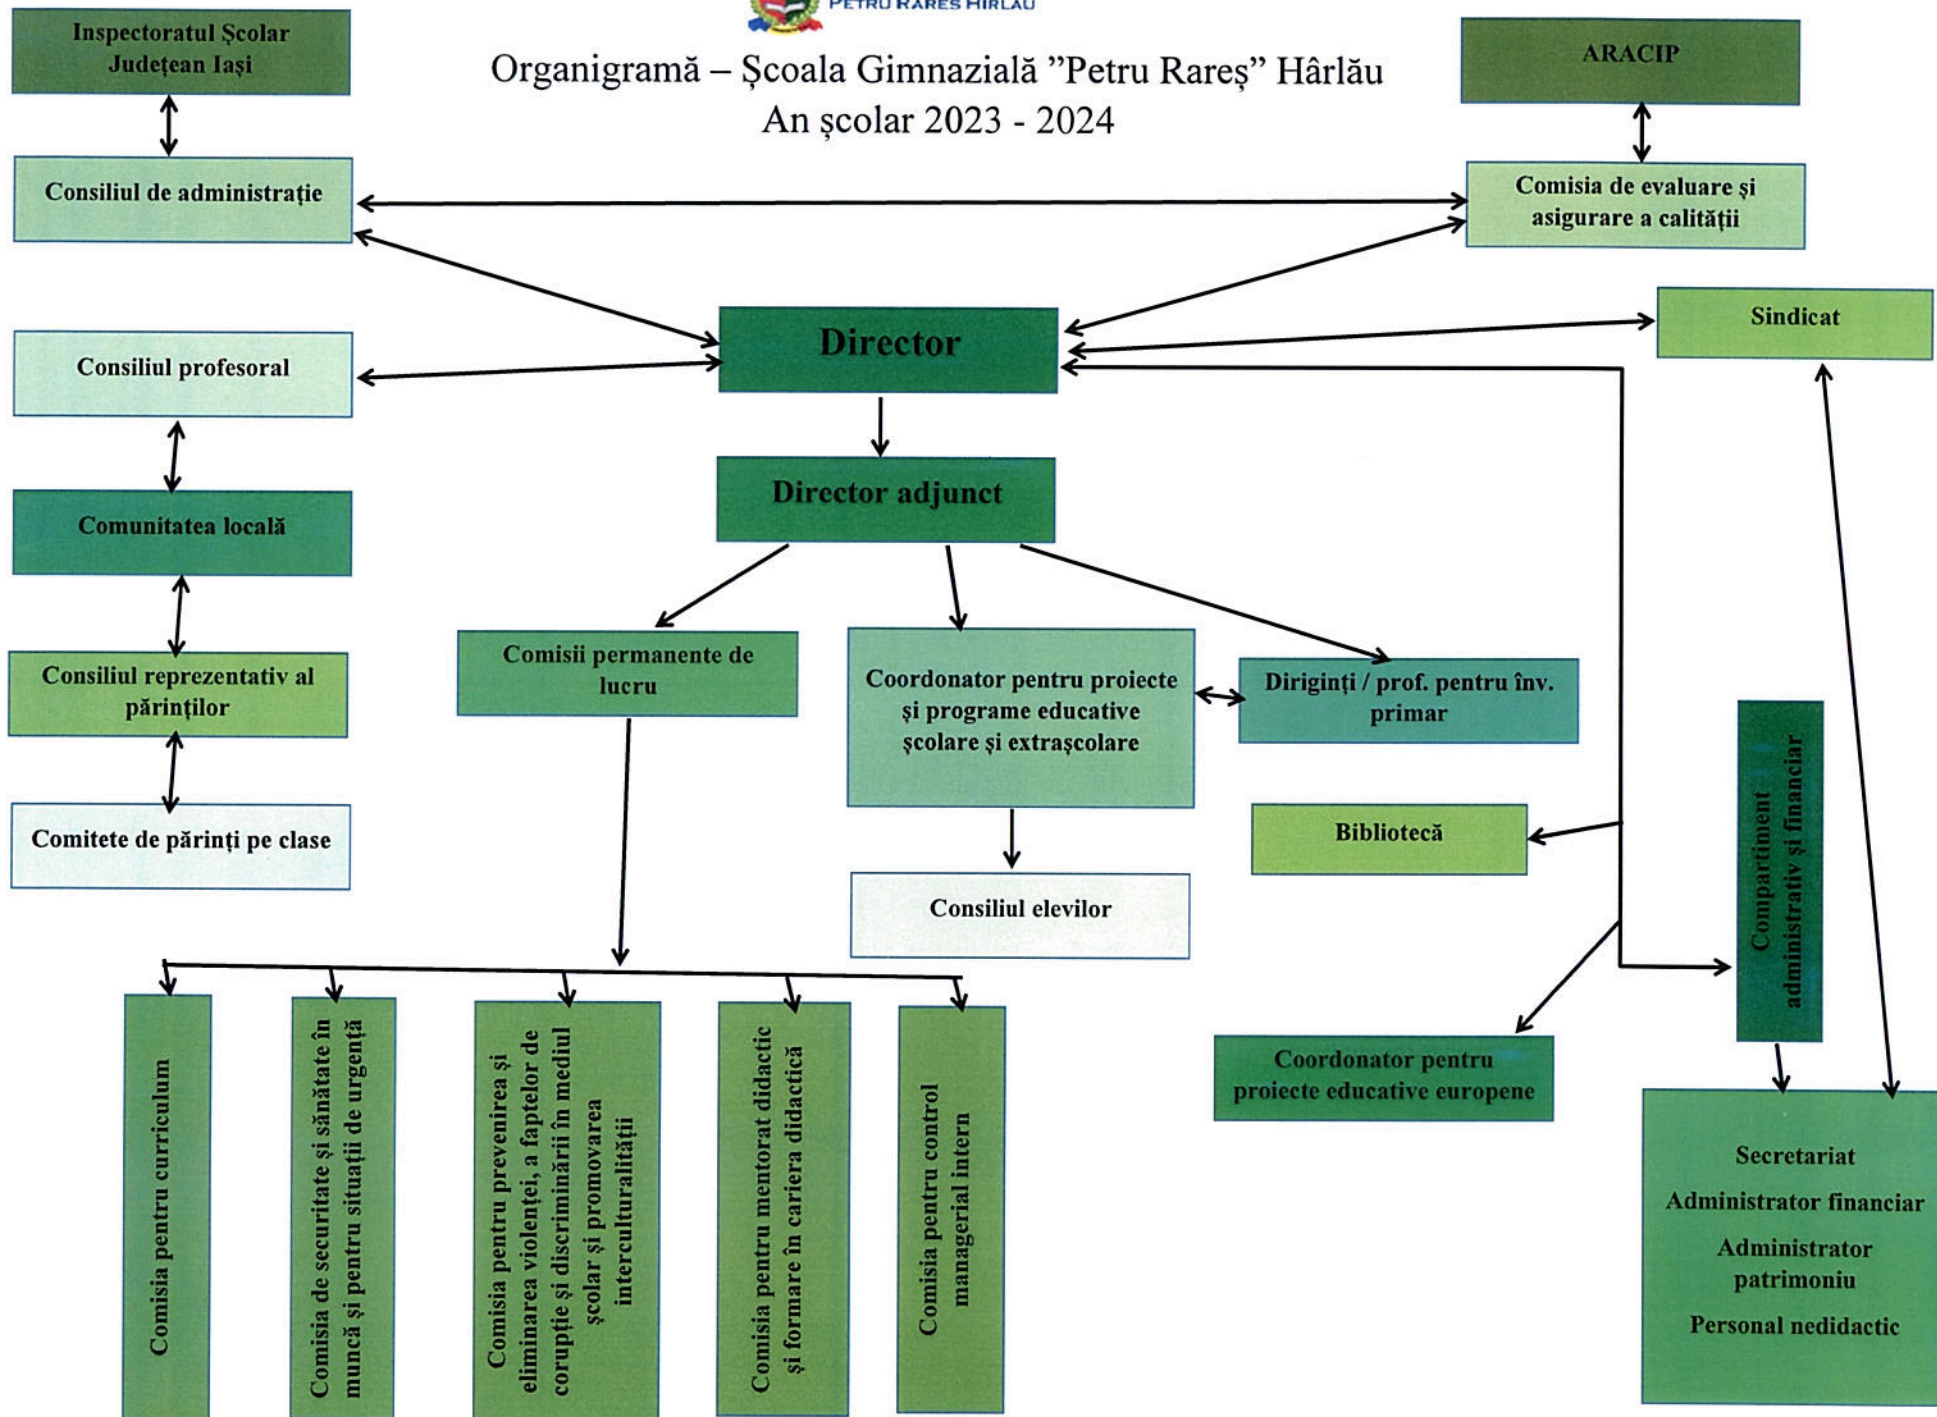 PETRU RAREȘ HÎRLĂU
Organigramă – Școala Gimnazială ”Petru Rareș” Hârlău
An școlar 2023 - 2024
Inspectoratul Școlar
Județean Iași
ARACIP
Consiliul de administrație
Comisia de evaluare și
asigurare a calității
Director
Sindicat
Consiliul profesoral
Director adjunct
Comunitatea locală
Consiliul reprezentativ al
părinților
Comisii permanente de
lucru
Coordonator pentru proiecte
și programe educative
școlare și extrașcolare
Diriginți / prof. pentru înv.
primar
Compartiment
administrativ și financiar
Comitete de părinți pe clase
Bibliotecă
Consiliul elevilor
Coordonator pentru
proiecte educative europene
Comisia pentru curriculum
Comisia de securitate și sănătate în
muncă și pentru situații de urgență
Comisia pentru prevenirea și
eliminarea violenței, a faptelor de
corupție și discriminării în mediul
școlar și promovarea
interculturalității
Comisia pentru mentorat didactic
și formare în cariera didactică
Comisia pentru control
managerial intern
Secretariat
Administrator financiar
Administrator
patrimoniu
Personal nedidactic